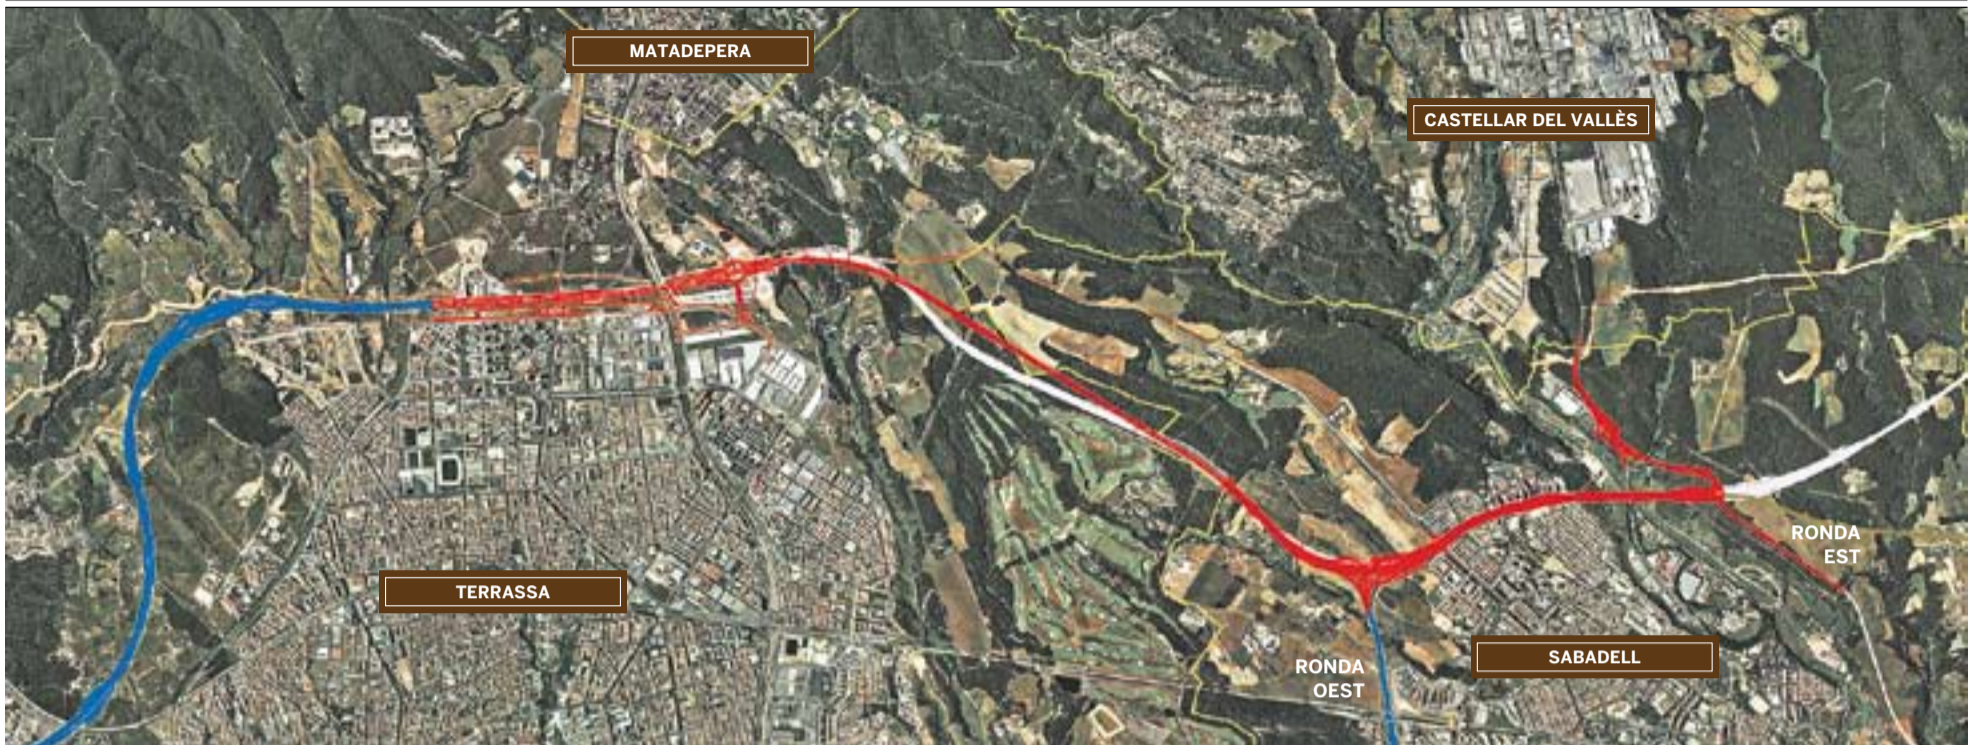 MATADEPERA
CASTELLAR DEL VALLÈS
RONDA
EST
TERRASSA
RONDA
OEST
SABADELL